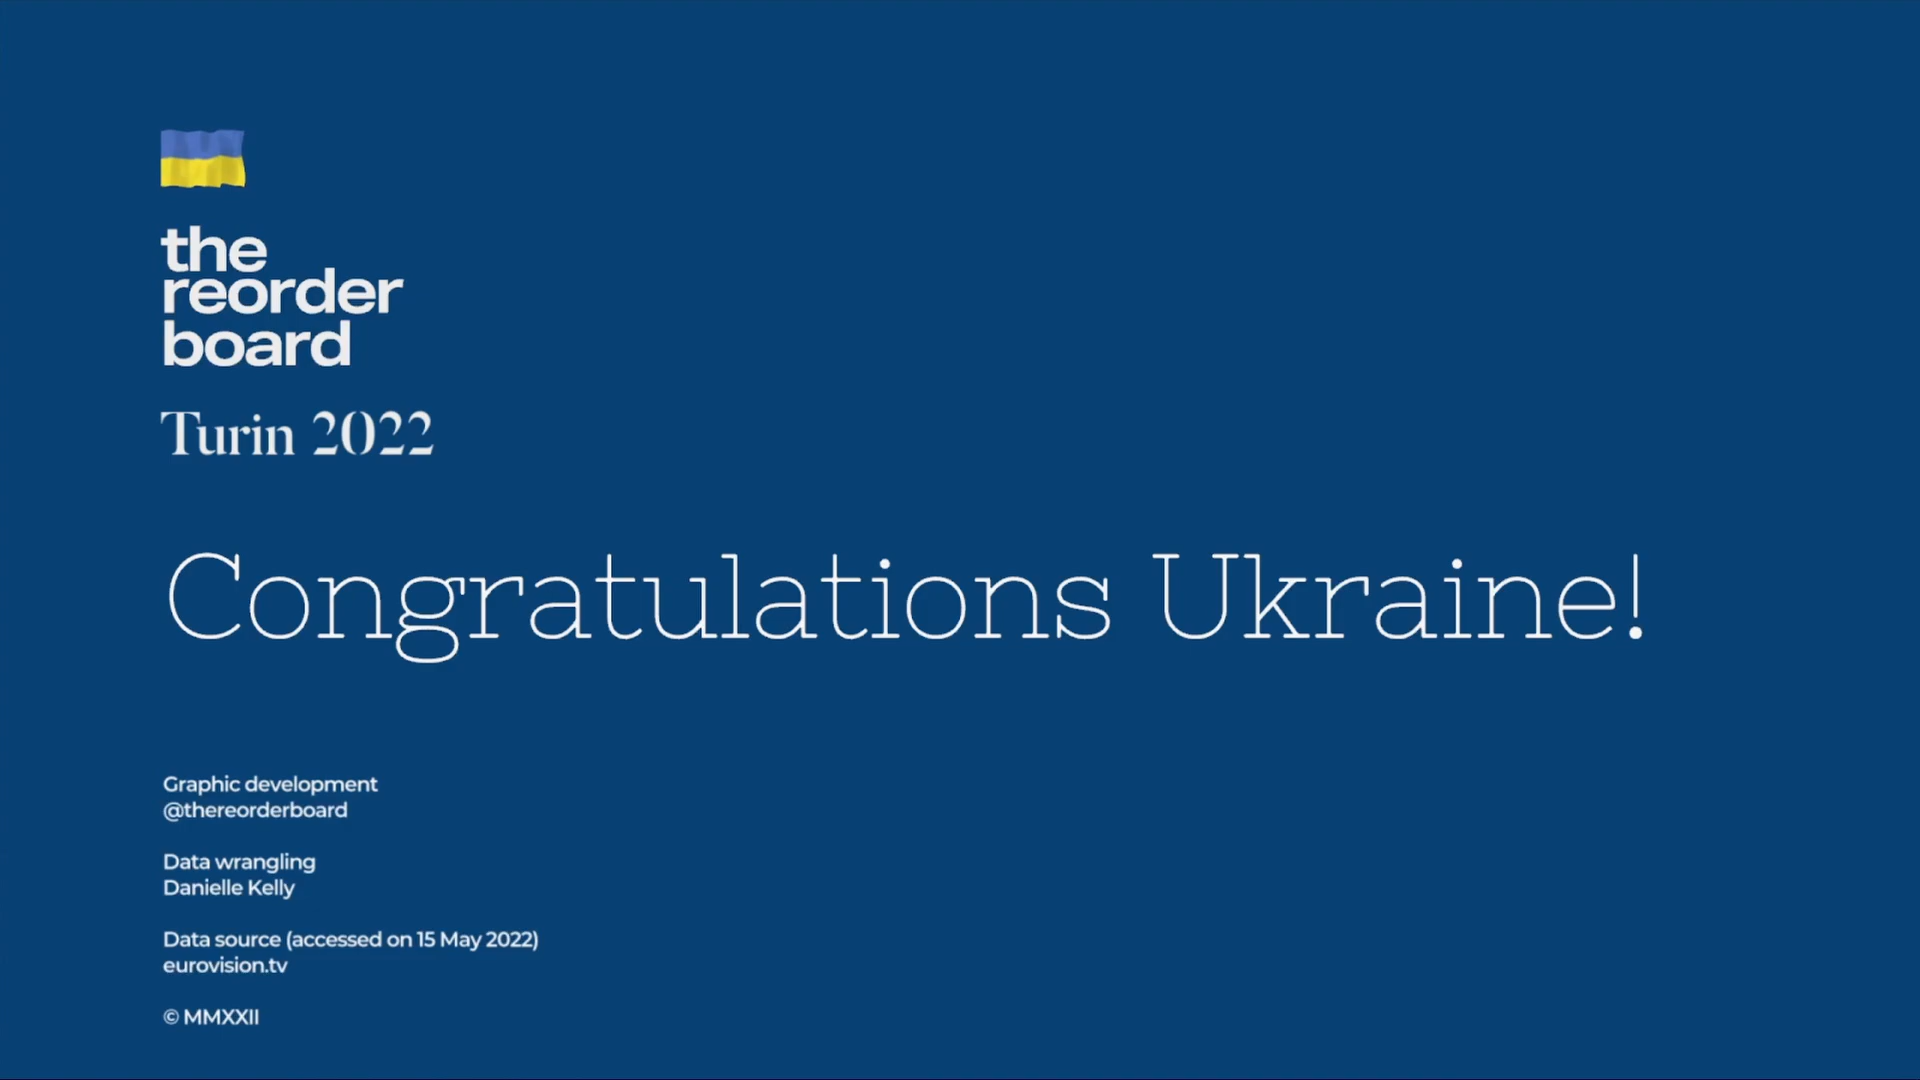 the
reorder
board
Turin 2022
Congratulations Ukraine!
Graphic development
@thereorderboard
Data wrangling
Danielle Kelly
Data source (accessed on 15 May 2022)
eurovision.tv
© MMXXII